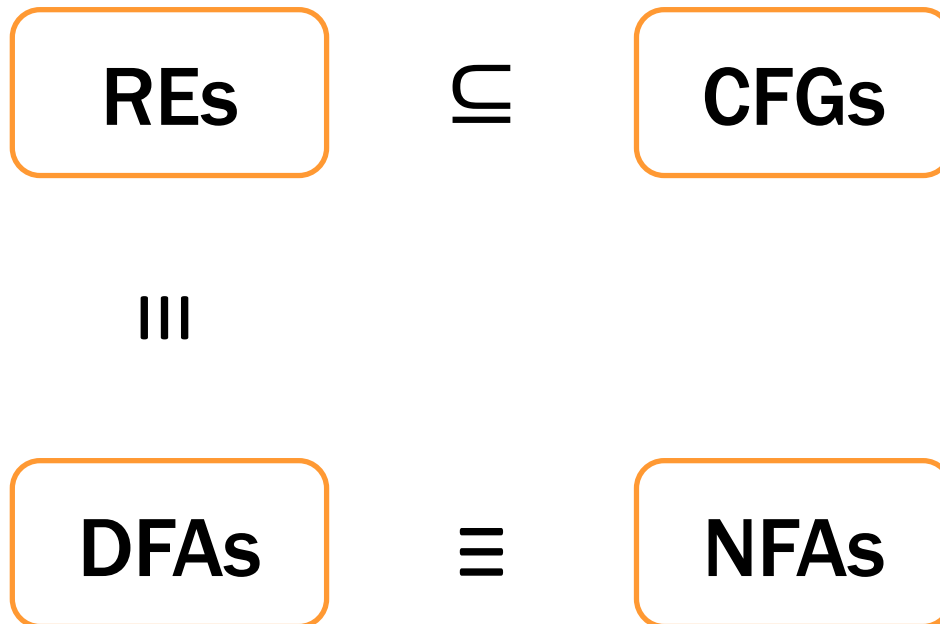 REs ⊆ CFGs
≡
DFAs ≡ NFAs